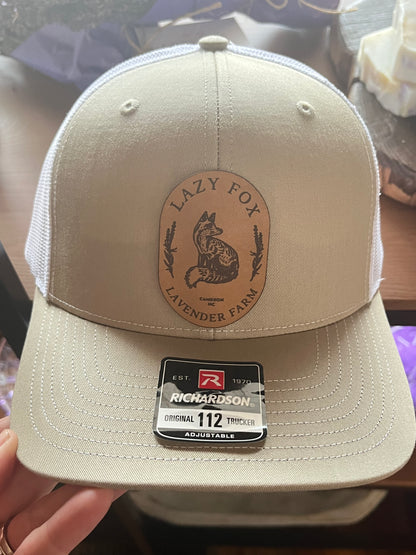 LAZY FOX
CAMERON
NC
LAVENDER FARM
EST. R 1970
RICHARDSON
ORIGINAL 112 TRUCKER
ADJUSTABLE